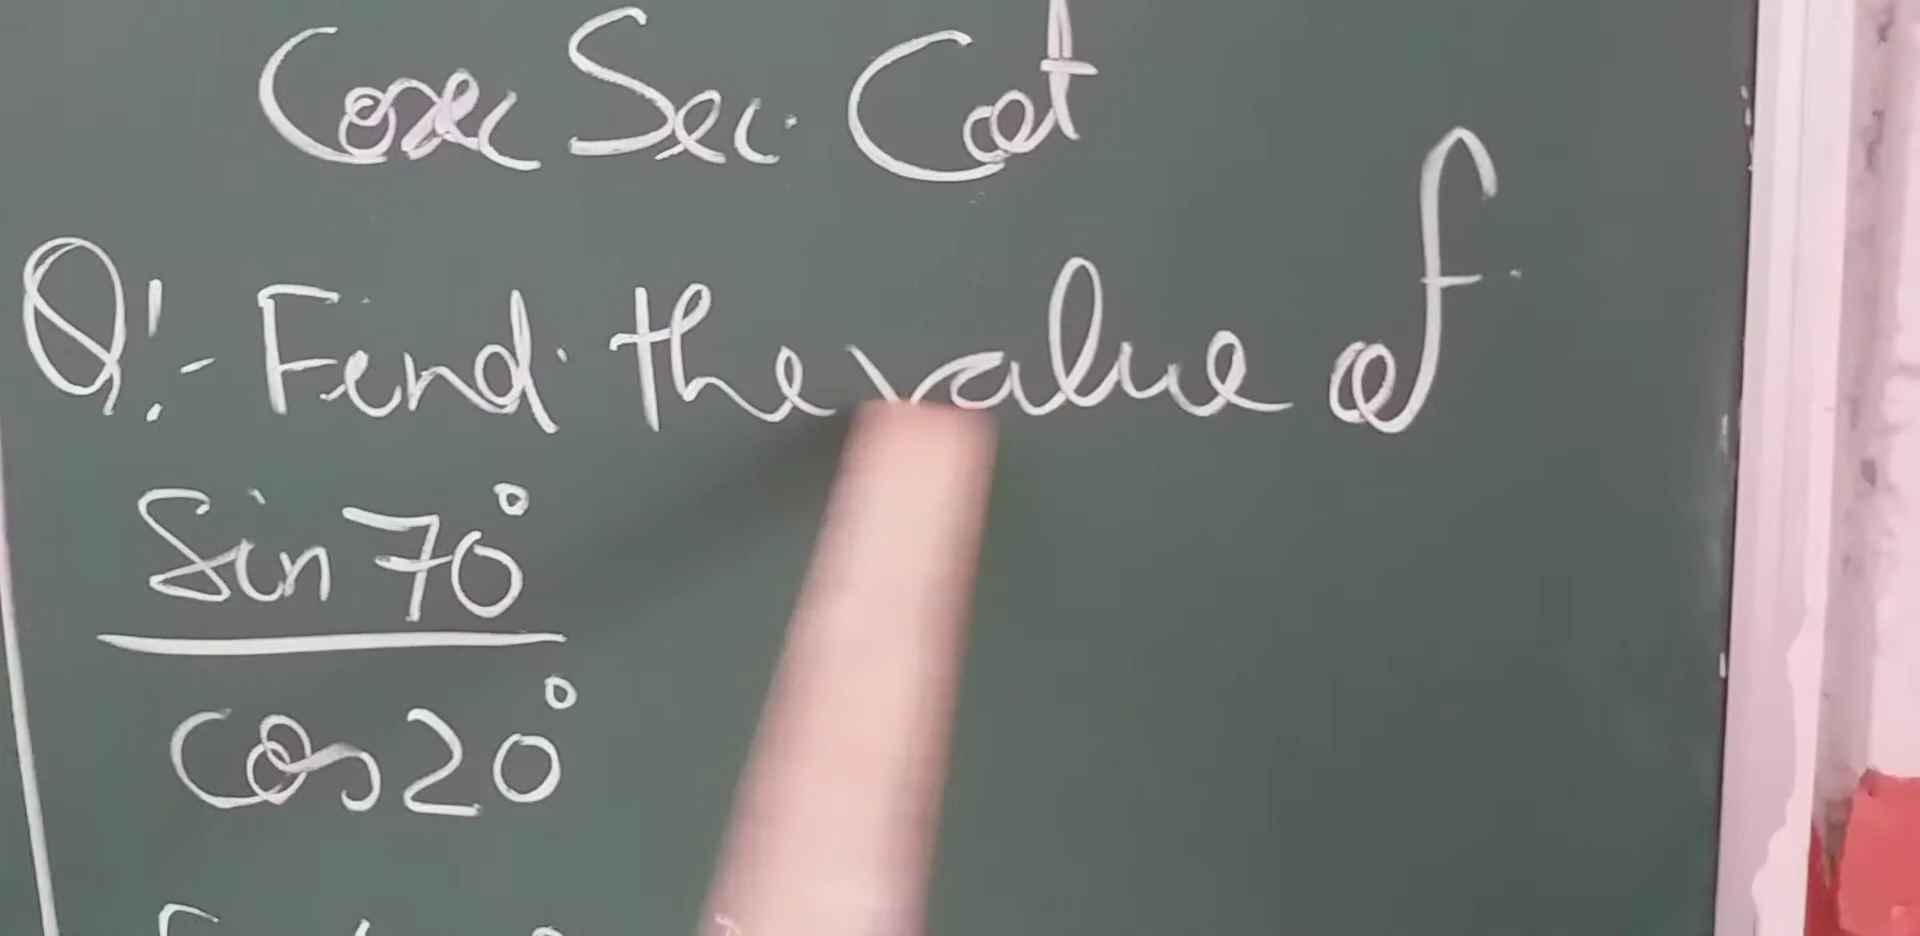 Cosec Sec. Cot
Q:- Find the value of
Sin 70°
Cos 20°